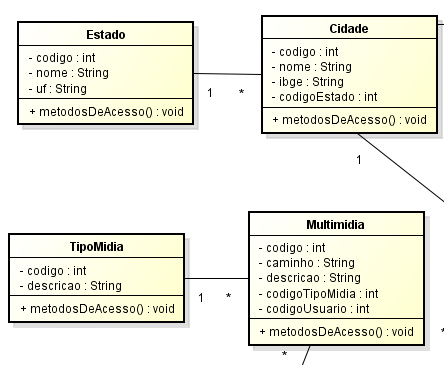 Estado
- codigo : int
- nome : String
- uf : String
+ metodosDeAcesso() : void
1
*
Cidade
- codigo : int
- nome : String
- ibge : String
- codigoEstado : int
+ metodosDeAcesso() : void
1
TipoMidia
- codigo : int
- descricao : String
+ metodosDeAcesso() : void
1
*
Multimidia
- codigo : int
- caminho : String
- descricao : String
- codigoTipoMidia : int
- codigoUsuario : int
+ metodosDeAcesso() : void
*
*